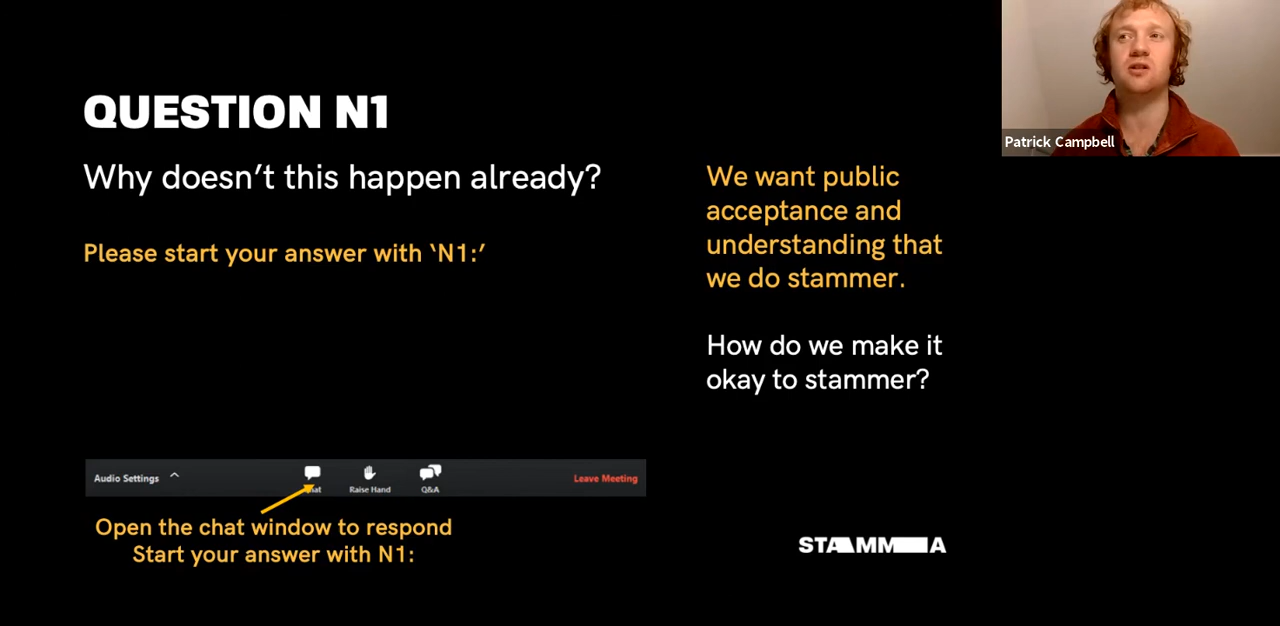 QUESTION N1
Why doesn't this happen already?
Please start your answer with ‘N1:’
We want public
acceptance and
understanding that
we do stammer.
How do we make it
okay to stammer?
Patrick Campbell
Audio Settings
Raise Hand
Q&A
Leave Meeting
Open the chat window to respond
Start your answer with N1:
STAMMA